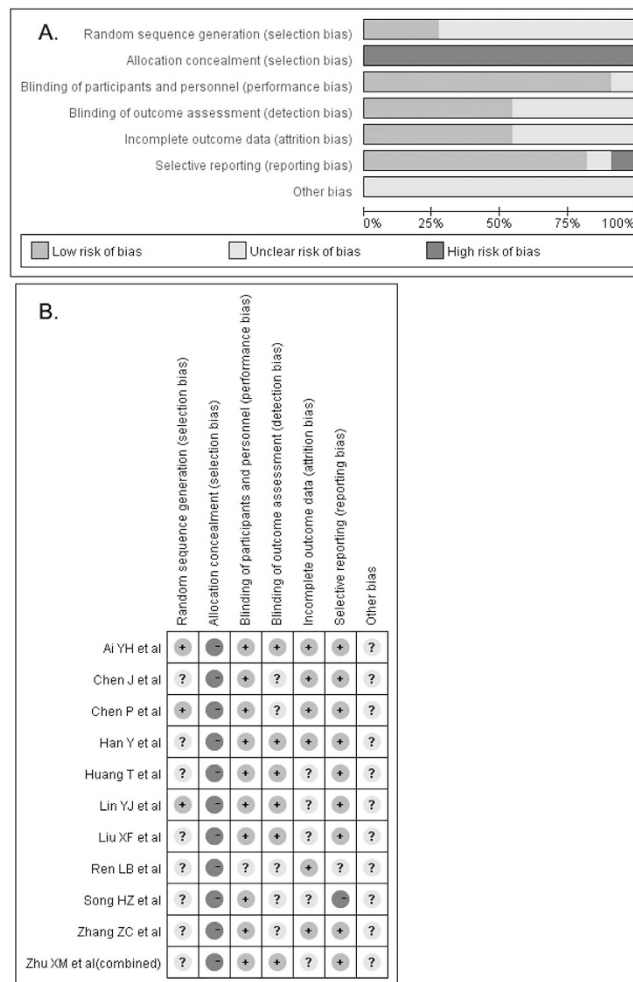 A.
Random sequence generation (selection bias)
Allocation concealment (selection bias)
Blinding of participants and personnel (performance bias)
Blinding of outcome assessment (detection bias)
Incomplete outcome data (attrition bias)
Selective reporting (reporting bias)
Other bias
0% 25% 50% 75% 100%
Low risk of bias Unclear risk of bias High risk of bias
B.
Random sequence generation (selection bias)
Allocation concealment (selection bias)
Blinding of participants and personnel (performance bias)
Blinding of outcome assessment (detection bias)
Incomplete outcome data (attrition bias)
Selective reporting (reporting bias)
Other bias
Ai YH et al + - + + + + ?
Chen J et al ? - + ? + + ?
Chen P et al + - + ? + + ?
Han Y et al ? - + + + + ?
Huang T et al ? - + + ? + ?
Lin YJ et al + - + + ? + ?
Liu XF et al ? - + + ? + ?
Ren LB et al ? - ? ? + ? ?
Song HZ et al ? - + ? ? - ?
Zhang ZC et al ? - + ? + + ?
Zhu XM et al(combined) ? - + + ? + ?